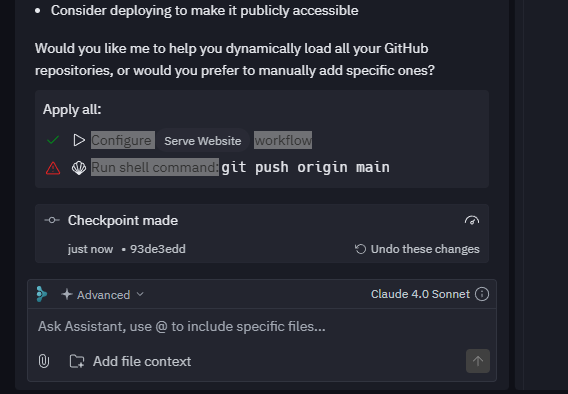 • Consider deploying to make it publicly accessible
Would you like me to help you dynamically load all your GitHub
repositories, or would you prefer to manually add specific ones?
Apply all:
Configure Serve Website workflow
Run shell command: git push origin main
Checkpoint made
just now • 93de3edd Undo these changes
Advanced Claude 4.0 Sonnet
Ask Assistant, use @ to include specific files...
Add file context